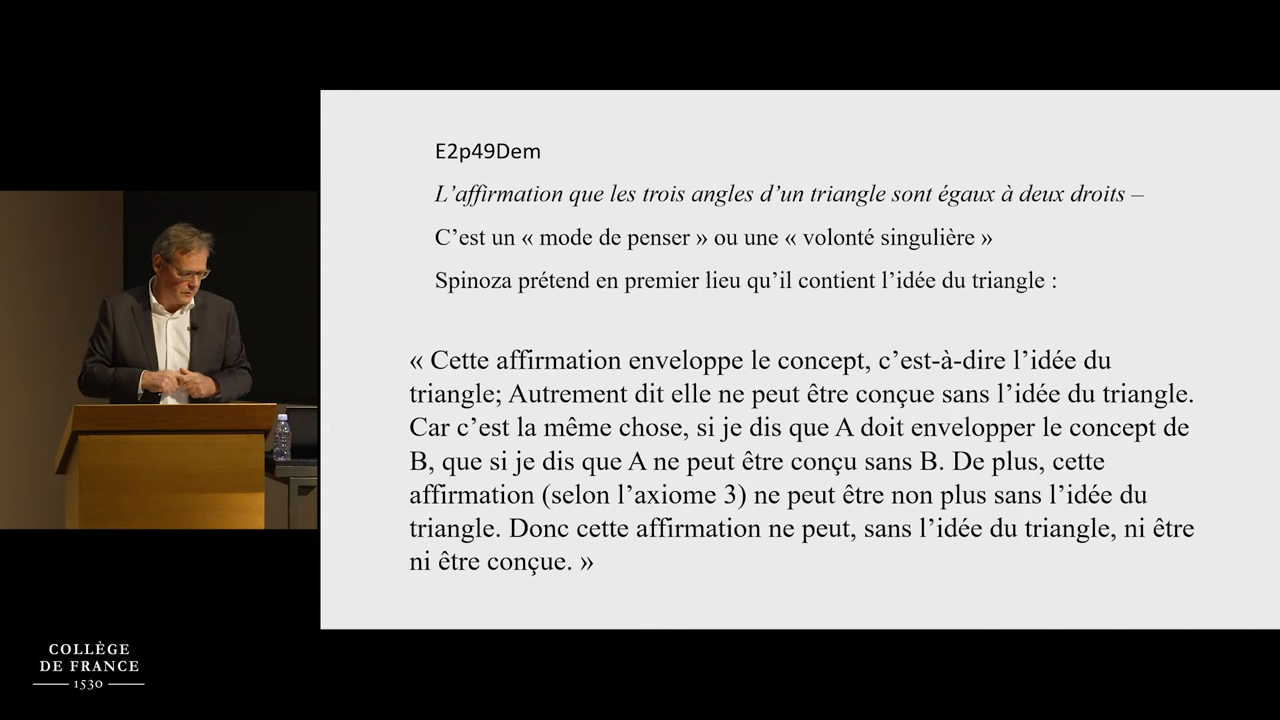 E2p49Dem
L’affirmation que les trois angles d’un triangle sont égaux à deux droits –
C’est un « mode de penser » ou une « volonté singulière »
Spinoza prétend en premier lieu qu’il contient l’idée du triangle :
« Cette affirmation enveloppe le concept, c’est-à-dire l’idée du
triangle; Autrement dit elle ne peut être conçue sans l’idée du triangle.
Car c’est la même chose, si je dis que A doit envelopper le concept de
B, que si je dis que A ne peut être conçu sans B. De plus, cette
affirmation (selon l’axiome 3) ne peut être non plus sans l’idée du
triangle. Donc cette affirmation ne peut, sans l’idée du triangle, ni être
ni être conçue. »
COLLÈGE
DE FRANCE
1530